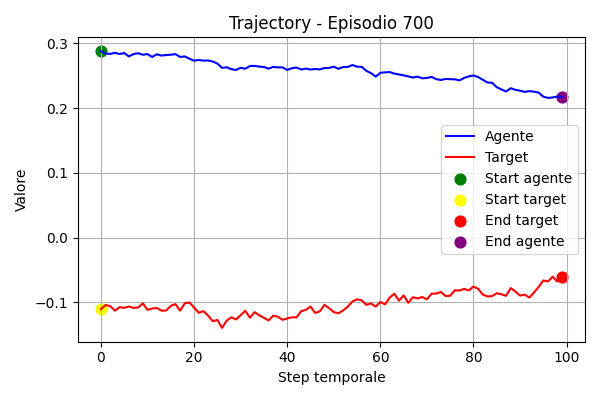 Trajectory - Episodio 700
0.3
0.2
0.1
0.0
−0.1
Valore
Agente
Target
Start agente
Start target
End target
End agente
0 20 40 60 80 100
Step temporale